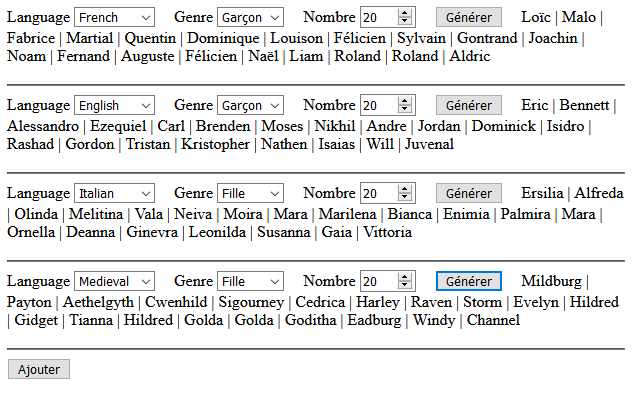 Language French Genre Garçon Nombre 20 Générer Loïc | Malo |
Fabrice | Martial | Quentin | Dominique | Louison | Félicien | Sylvain | Gontrand | Joachin |
Noam | Fernand | Auguste | Félicien | Naël | Liam | Roland | Roland | Aldric
Language English Genre Garçon Nombre 20 Générer Eric | Bennett |
Alessandro | Ezequiel | Carl | Brenden | Moses | Nikhil | Andre | Jordan | Dominick | Isidro |
Rashad | Gordon | Tristan | Kristopher | Nathen | Isaias | Will | Juvenal
Language Italian Genre Fille Nombre 20 Générer Ersilia | Alfreda
| Olinda | Melitina | Vala | Neiva | Moira | Mara | Marilena | Bianca | Enimia | Palmira | Mara |
Ornella | Deanna | Ginevra | Leonilda | Susanna | Gaia | Vittoria
Language Medieval Genre Fille Nombre 20 Générer Mildburg |
Payton | Aethelgyth | Cwenhild | Sigourney | Cedrica | Harley | Raven | Storm | Evelyn | Hildred
| Gidget | Tianna | Hildred | Golda | Golda | Goditha | Eadburg | Windy | Channel
Ajouter